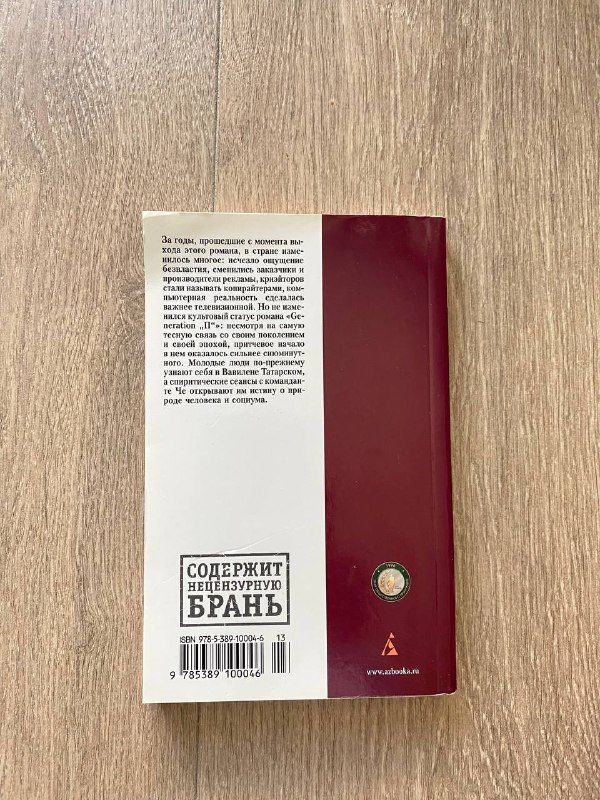 За годы, прошедшие с момента вы-
хода этого романа, в стране изме-
нилось многое: исчезло ощущение
безвластия, сменились заказчики и
производители рекламы, криэйторов
стали называть копирайтерами, ком-
пьютерная реальность сделалась
важнее телевизионной. Но не изме-
нился культовый статус романа «Ge-
neration „П“»: несмотря на самую
тесную связь со своим поколением
и своей эпохой, притчевое начало
в нем оказалось сильнее сиюминут-
ного. Молодые люди по-прежнему
узнают себя в Вавилене Татарском,
а спиритические сеансы с команданте
те Че открывают им истину о при-
роде человека и социума.
СОДЕРЖИТ
НЕЦЕНЗУРНУЮ
БРАНЬ
ISBN 978-5-389-10004-6
13
9 785389 100046
1996
www.azbooka.ru